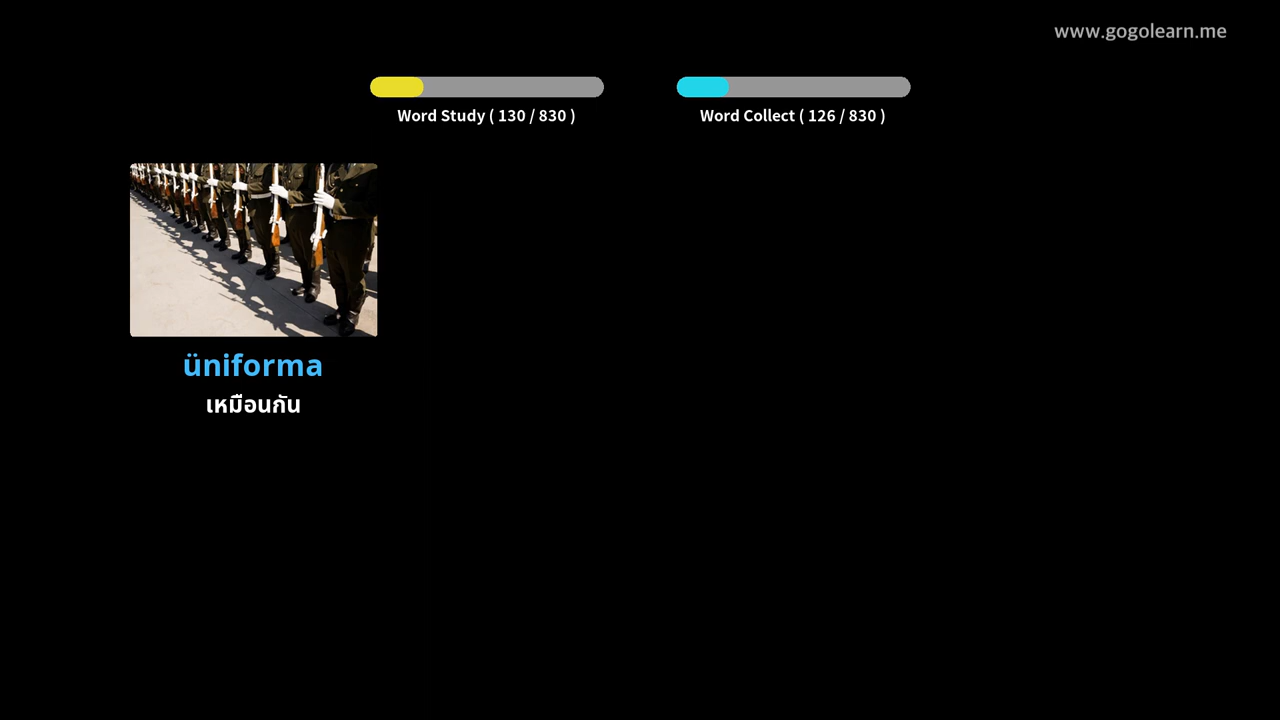 www.gogolearn.me
Word Study ( 130 / 830 )
Word Collect ( 126 / 830 )
üniforma
เหมือนกัน